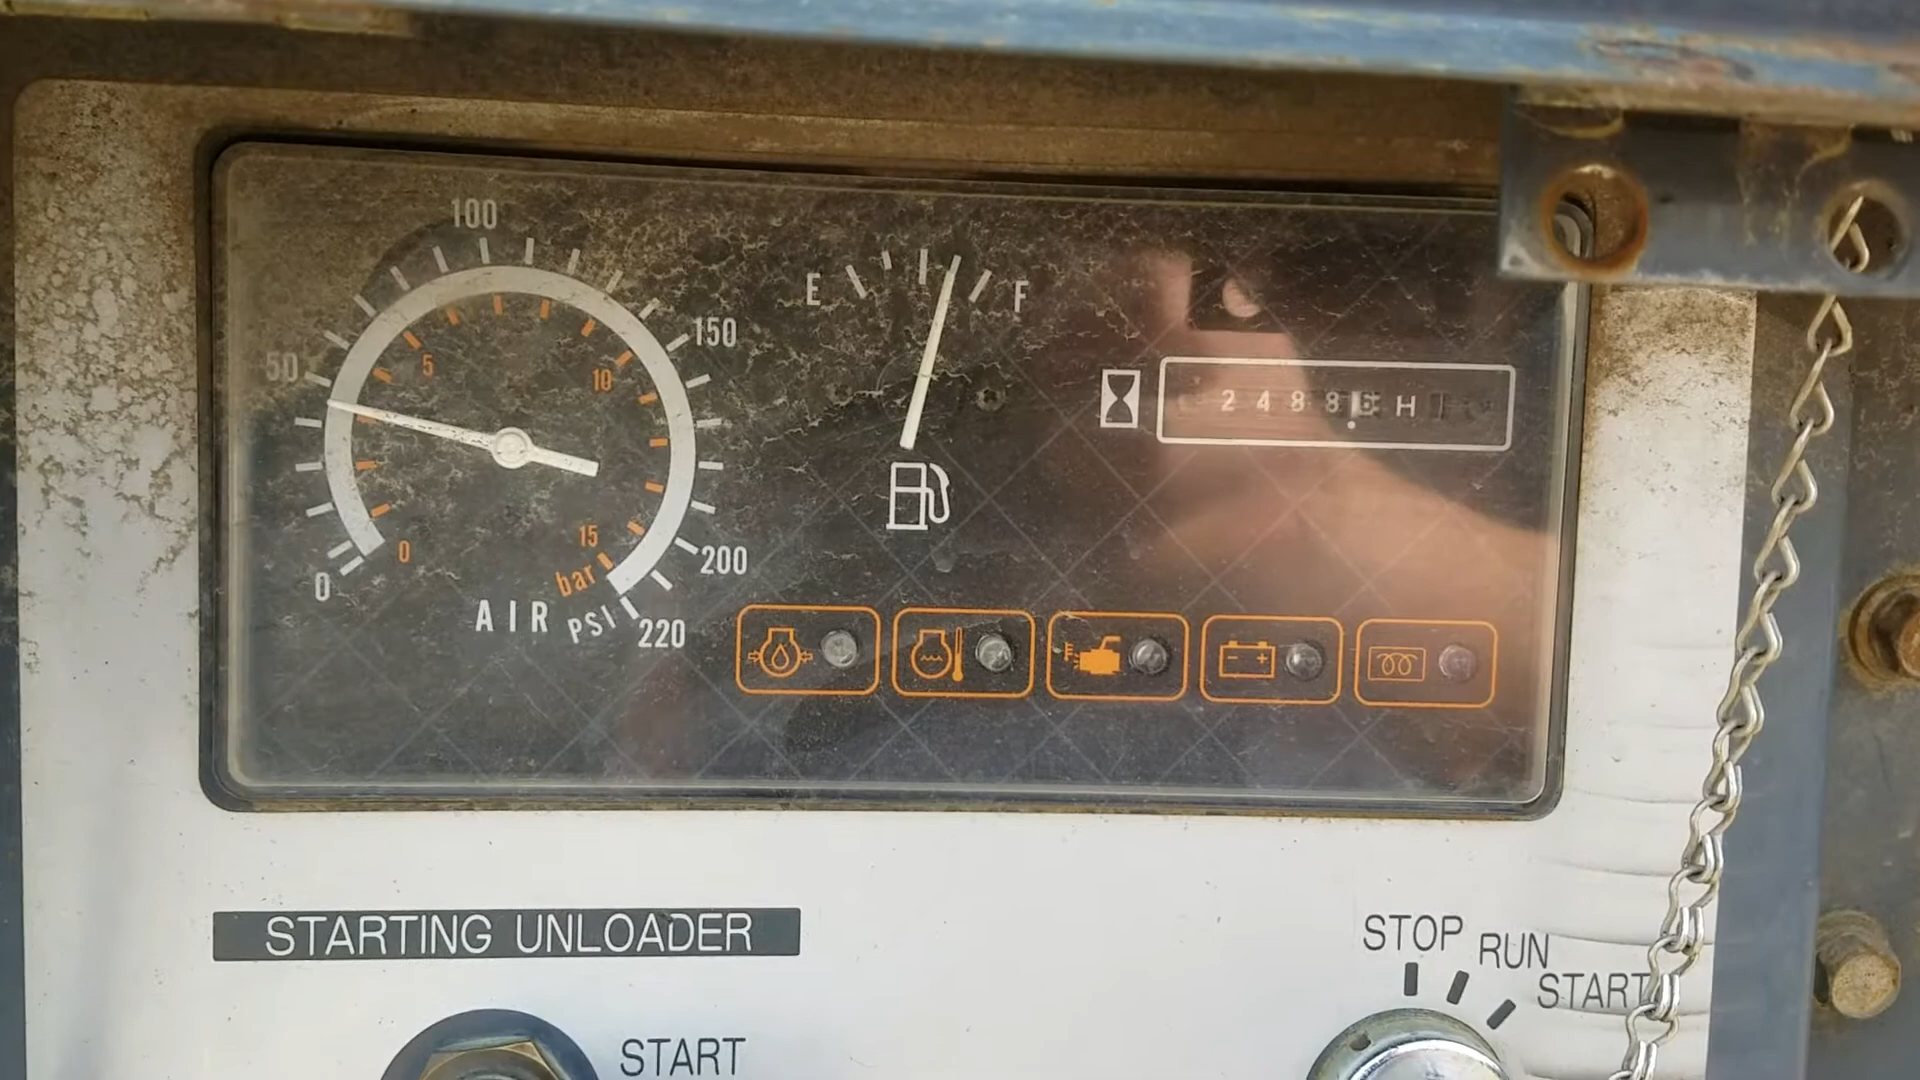 100
50
150
5
10
0
0
15
200
bar
AIR PSI
220
E F
2488 H
STARTING UNLOADER
START
STOP RUN START